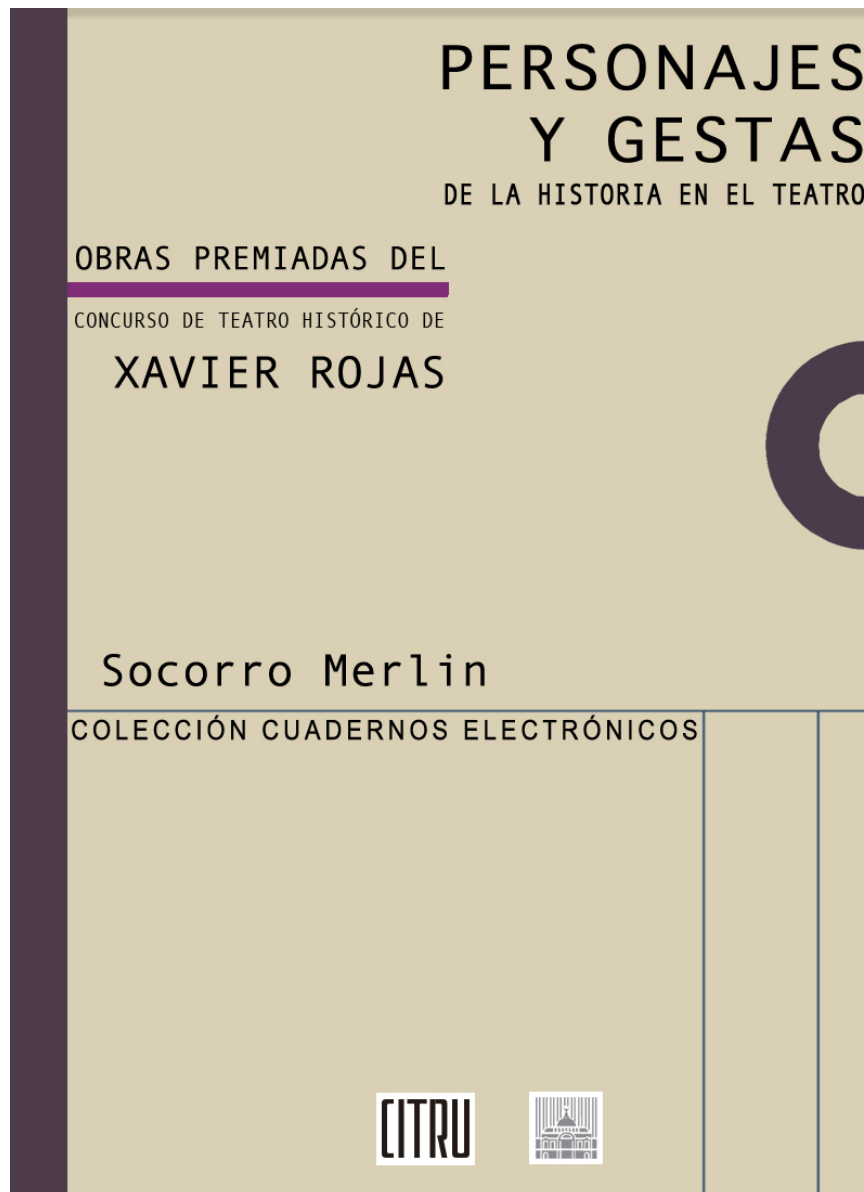 PERSONAJES
Y GESTAS
DE LA HISTORIA EN EL TEATRO
OBRAS PREMIADAS DEL
CONCURSO DE TEATRO HISTÓRICO DE
XAVIER ROJAS
Socorro Merlin
COLECCIÓN CUADERNOS ELECTRÓNICOS
CITRU